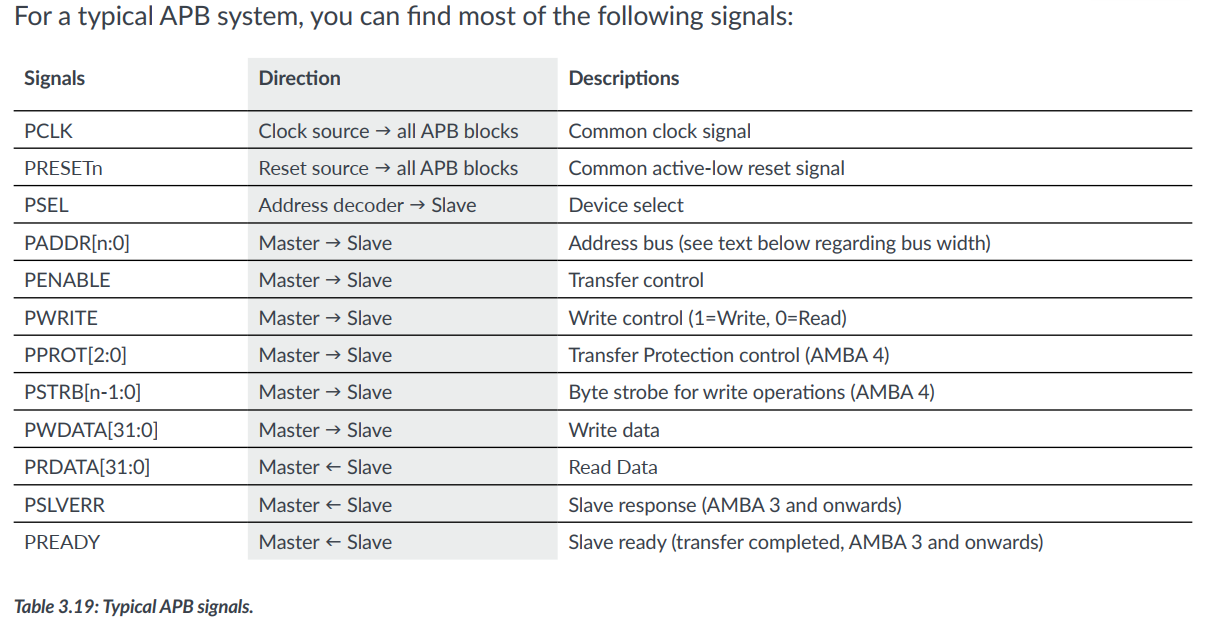 For a typical APB system, you can find most of the following signals:
Signals Direction Descriptions
PCLK Clock source → all APB blocks Common clock signal
PRESETn Reset source → all APB blocks Common active-low reset signal
PSEL Address decoder → Slave Device select
PADDR[n:0] Master → Slave Address bus (see text below regarding bus width)
PENABLE Master → Slave Transfer control
PWRITE Master → Slave Write control (1=Write, 0=Read)
PPROT[2:0] Master → Slave Transfer Protection control (AMBA 4)
PSTRB[n-1:0] Master → Slave Byte strobe for write operations (AMBA 4)
PWDATA[31:0] Master → Slave Write data
PRDATA[31:0] Master ← Slave Read Data
PSLVERR Master ← Slave Slave response (AMBA 3 and onwards)
PREADY Master ← Slave Slave ready (transfer completed, AMBA 3 and onwards)
Table 3.19: Typical APB signals.